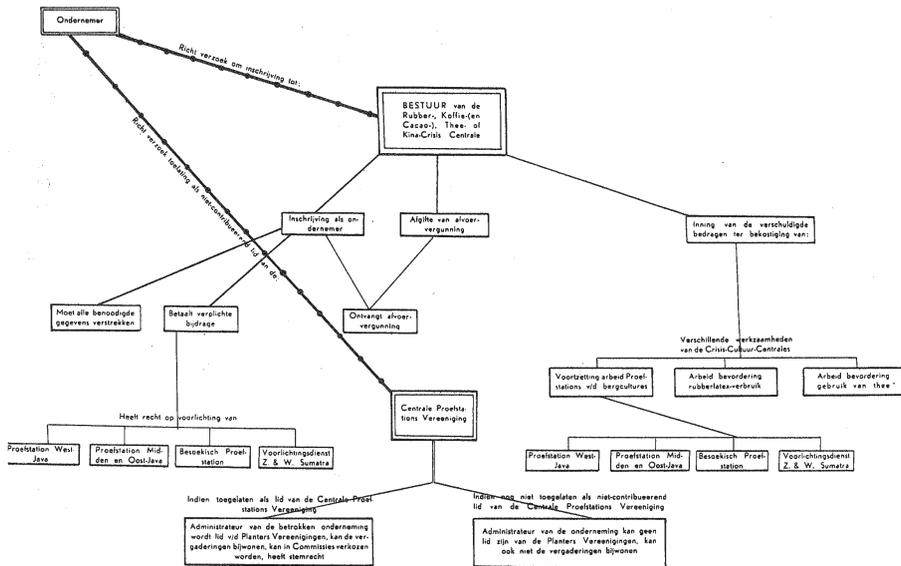 Ondernemer
Richt verzoek om inschrijving tot:
BESTUUR van de
Rubber-, Koffie-(en
Cacao-), Thee- of
Kina-Crisis Centrale
Richt verzoek toelating als niet-contribueerend lid van de:
Inschrijving als on-
dernemer
Afgifte van afvoer-
vergunning
Inning van de verschuldigde
bedragen ter bekostiging van:
Moet alle benoodigde
gegevens verstrekken
Betaalt verplichte
bijdrage
Ontvangt afvoer-
vergunning
Verschillende werkzaamheden
van de Crisis-Cultuur-Centrales
Voortzetting arbeid Proef-
stations v/d bergcultures
Arbeid bevordering
rubberlatex-verbruik
Arbeid bevordering
gebruik van thee
Centrale Proefsta-
tions Vereeniging
Heeft recht op voorlichting van
Proefstation West-
Java
Proefstation Mid-
den en Oost-Java
Besoekisch Proef-
station
Voorlichtingsdienst
Z. & W. Sumatra
Proefstation West-
Java
Proefstation Mid-
den en Oost-Java
Besoekisch Proef-
station
Voorlichtingsdienst
Z. & W. Sumatra
Indien toegelaten als lid van de Centrale Proef-
stations Vereeniging
Indien nog niet toegelaten als niet-contribueerend
lid van de Centrale Proefstations Vereeniging
Administrateur van de betrokken onderneming
wordt lid v/d Planters Vereenigingen, kan de ver-
gaderingen bijwonen, kan in Commissies verkozen
worden, heeft stemrecht
Administrateur van de onderneming kan geen
lid zijn van de Planters Vereenigingen, kan
ook niet de vergaderingen bijwonen